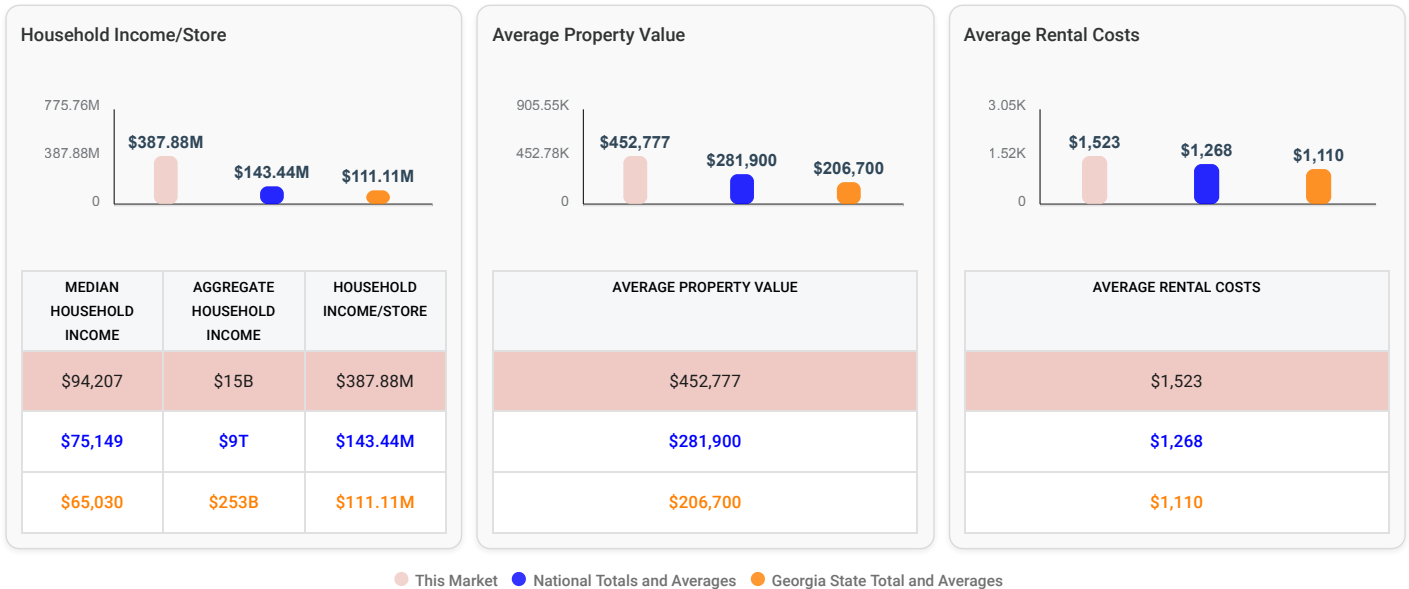 Household Income/Store
775.76M
387.88M
0
$387.88M
$143.44M
$111.11M
MEDIAN HOUSEHOLD INCOME
AGGREGATE HOUSEHOLD INCOME
HOUSEHOLD INCOME/STORE
$94,207
$15B
$387.88M
$75,149
$9T
$143.44M
$65,030
$253B
$111.11M
Average Property Value
905.55K
452.78K
0
$452,777
$281,900
$206,700
AVERAGE PROPERTY VALUE
$452,777
$281,900
$206,700
Average Rental Costs
3.05K
1.52K
0
$1,523
$1,268
$1,110
AVERAGE RENTAL COSTS
$1,523
$1,268
$1,110
This Market
National Totals and Averages
Georgia State Total and Averages